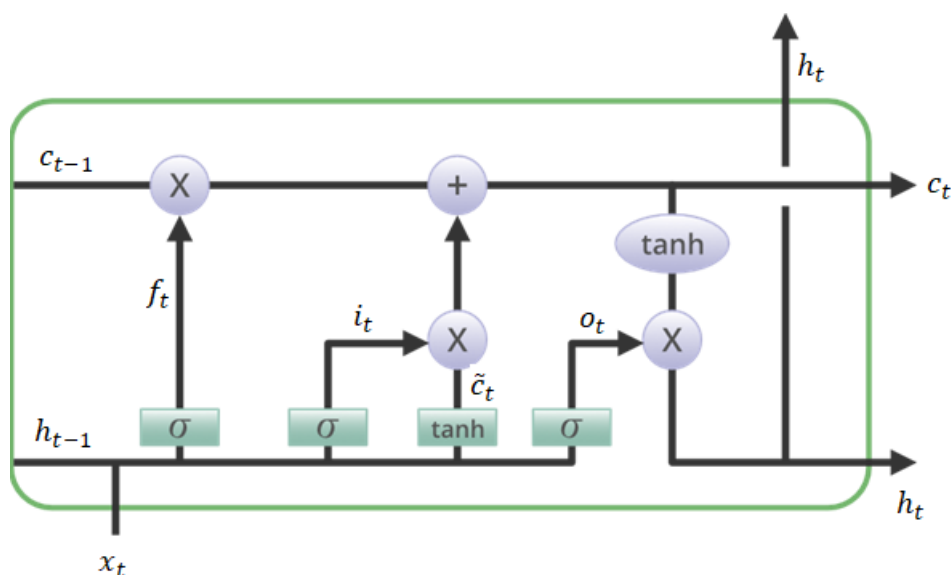 h_t
c_{t-1}
X
+
c_t
tanh
f_t
i_t
X
o_t
X
c̃_t
σ
σ
tanh
σ
h_{t-1}
h_t
x_t